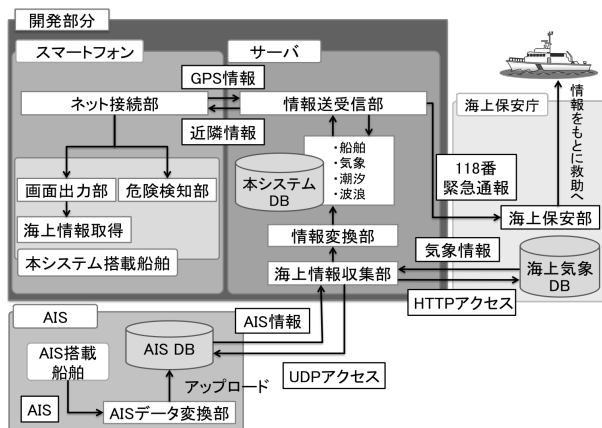 開発部分
スマートフォン
サーバ
GPS情報
ネット接続部
情報送受信部
近隣情報
・船舶
・気象
・潮汐
・波浪
本システム
DB
画面出力部
危険検知部
海上情報取得
本システム搭載船舶
情報変換部
海上情報収集部
海上保安庁
情報をもとに救助へ
118番
緊急通報
海上保安部
気象情報
海上気象
DB
HTTPアクセス
AIS
AIS情報
AIS DB
AIS搭載
船舶
アップロード
UDPアクセス
AIS
AISデータ変換部